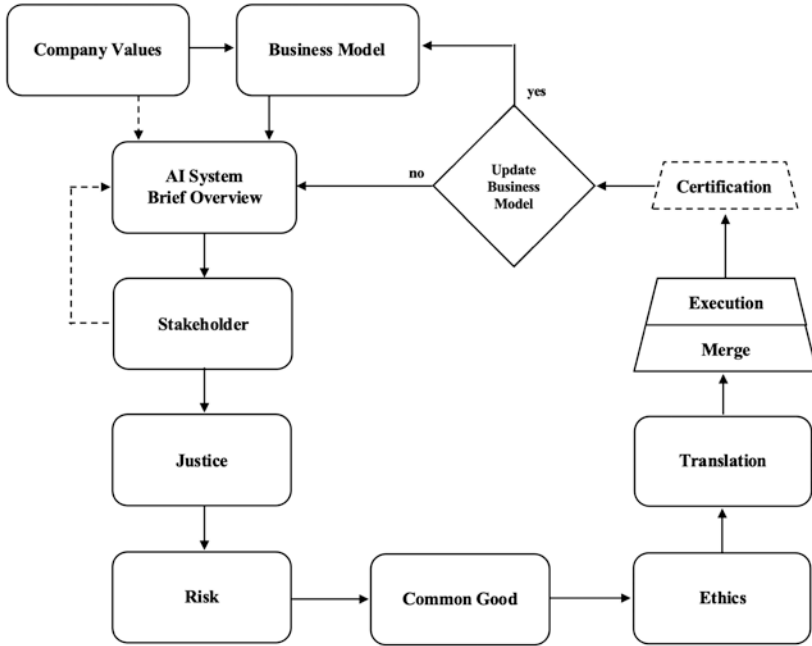 Company Values
Business Model
yes
AI System
Brief Overview
no
Update
Business
Model
Certification
Stakeholder
Execution
Merge
Justice
Translation
Risk
Common Good
Ethics